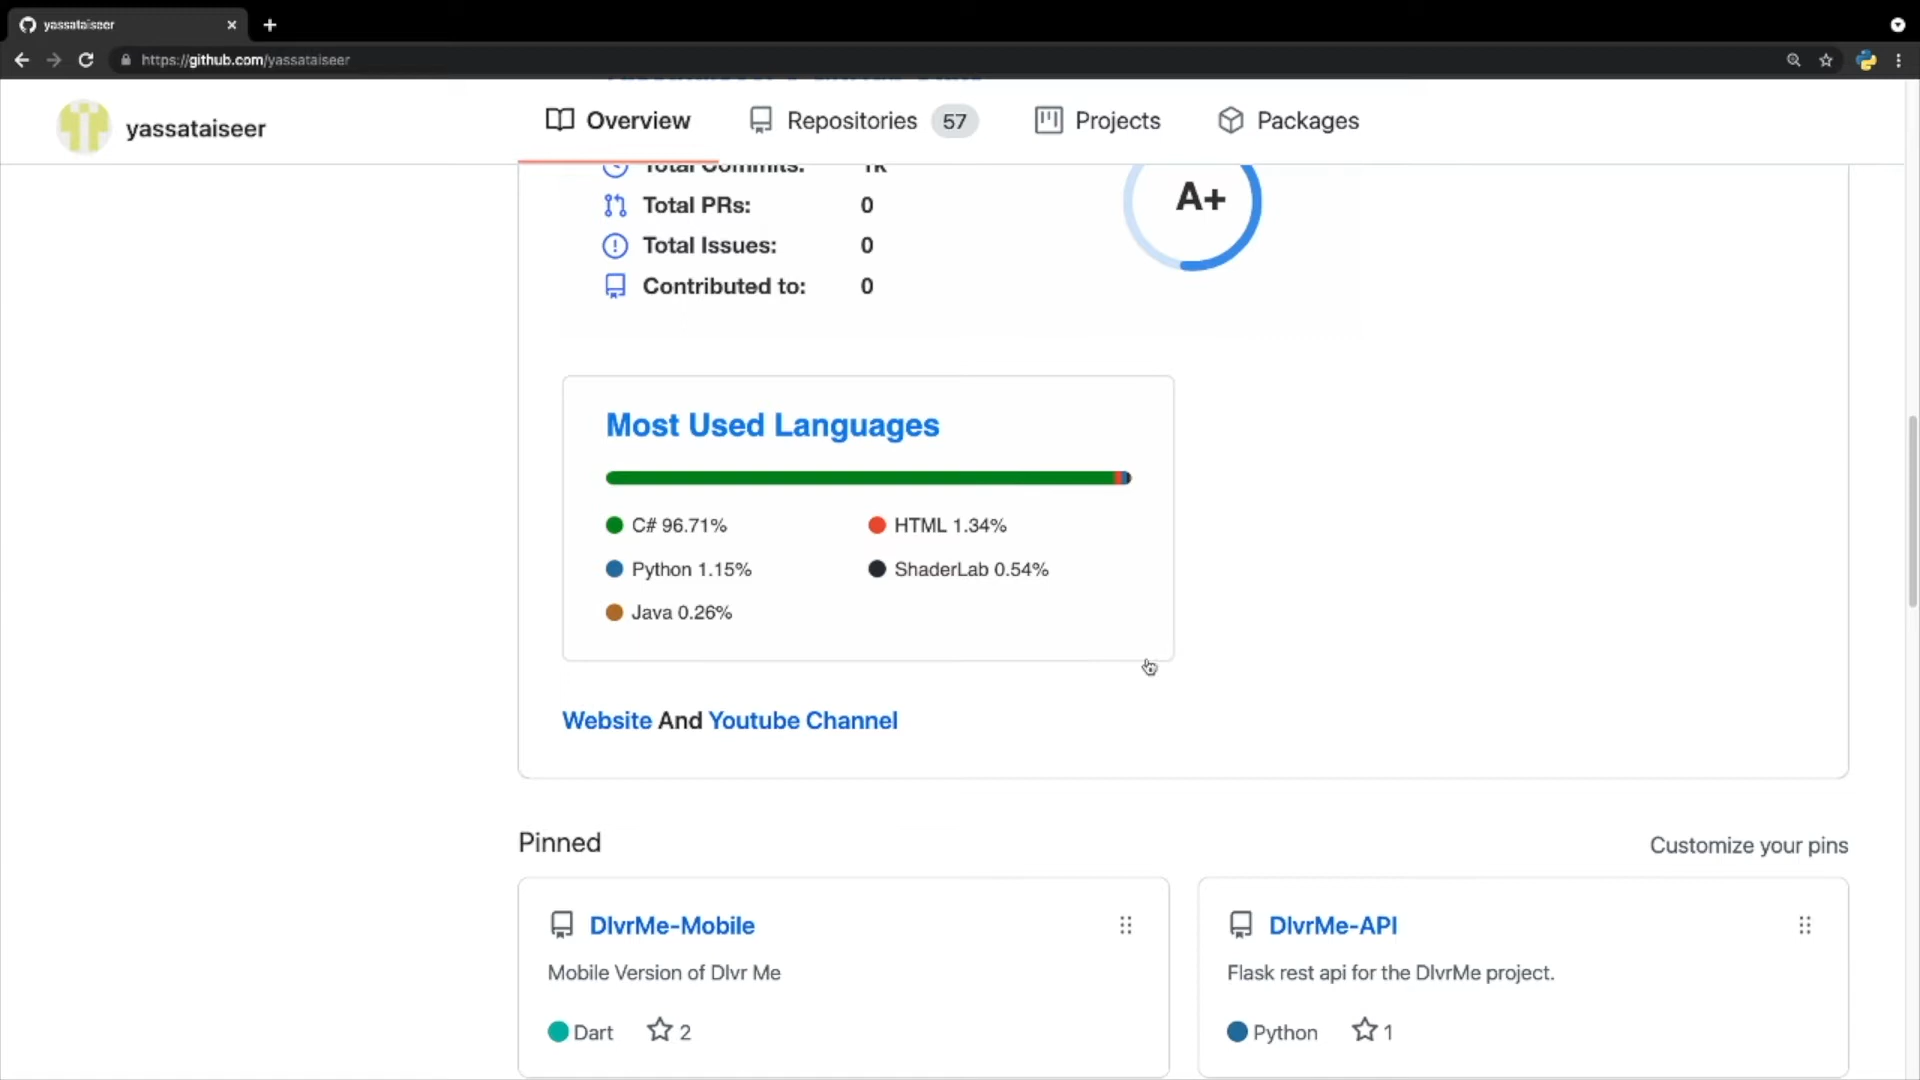 yassataiseer
https://github.com/yassataiseer
yassataiseer
Overview
Repositories 57
Projects
Packages
Total Commits: 1k
Total PRs: 0
Total Issues: 0
Contributed to: 0
A+
Most Used Languages
C# 96.71%
HTML 1.34%
Python 1.15%
ShaderLab 0.54%
Java 0.26%
Website And Youtube Channel
Pinned
Customize your pins
DlvrMe-Mobile
Mobile Version of Dlvr Me
Dart 2
DlvrMe-API
Flask rest api for the DlvrMe project.
Python 1